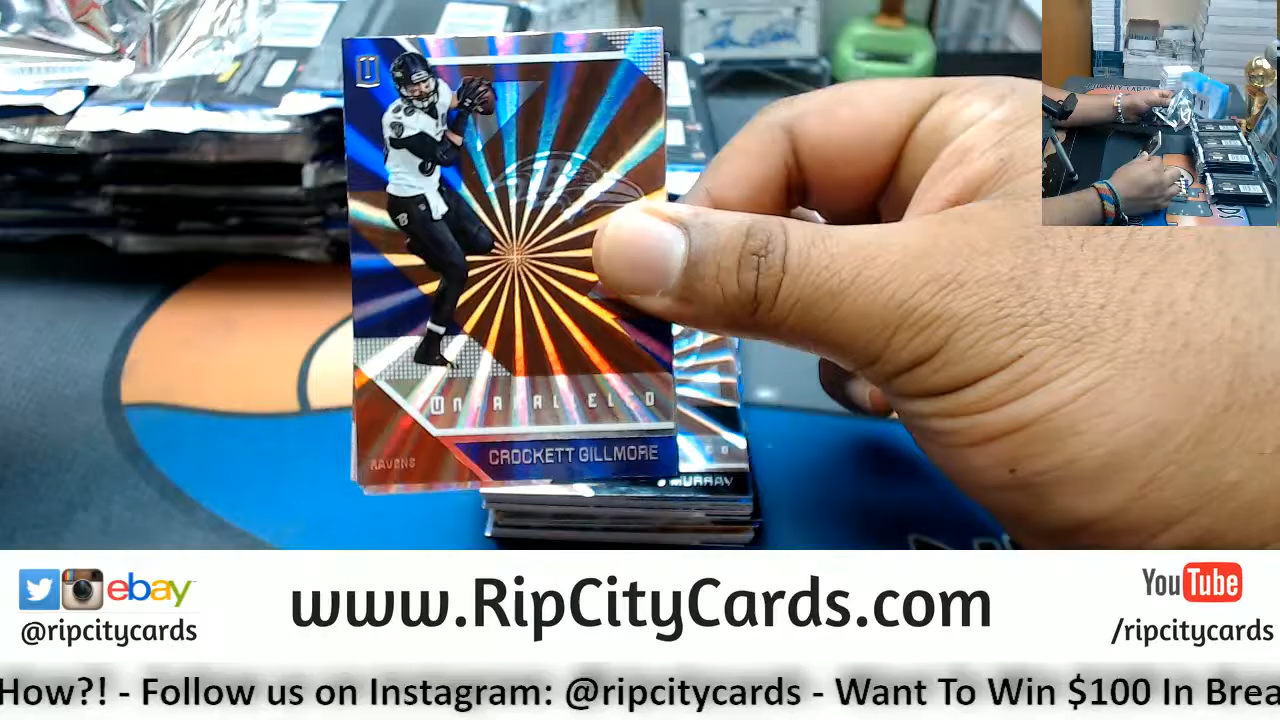 U
UNPARALLELED
RAVENS
CROCKETT GILLMORE
MURRAY
ebay
@ripcitycards
www.RipCityCards.com
YouTube
/ripcitycards
How?! - Follow us on Instagram: @ripcitycards - Want To Win $100 In Brea